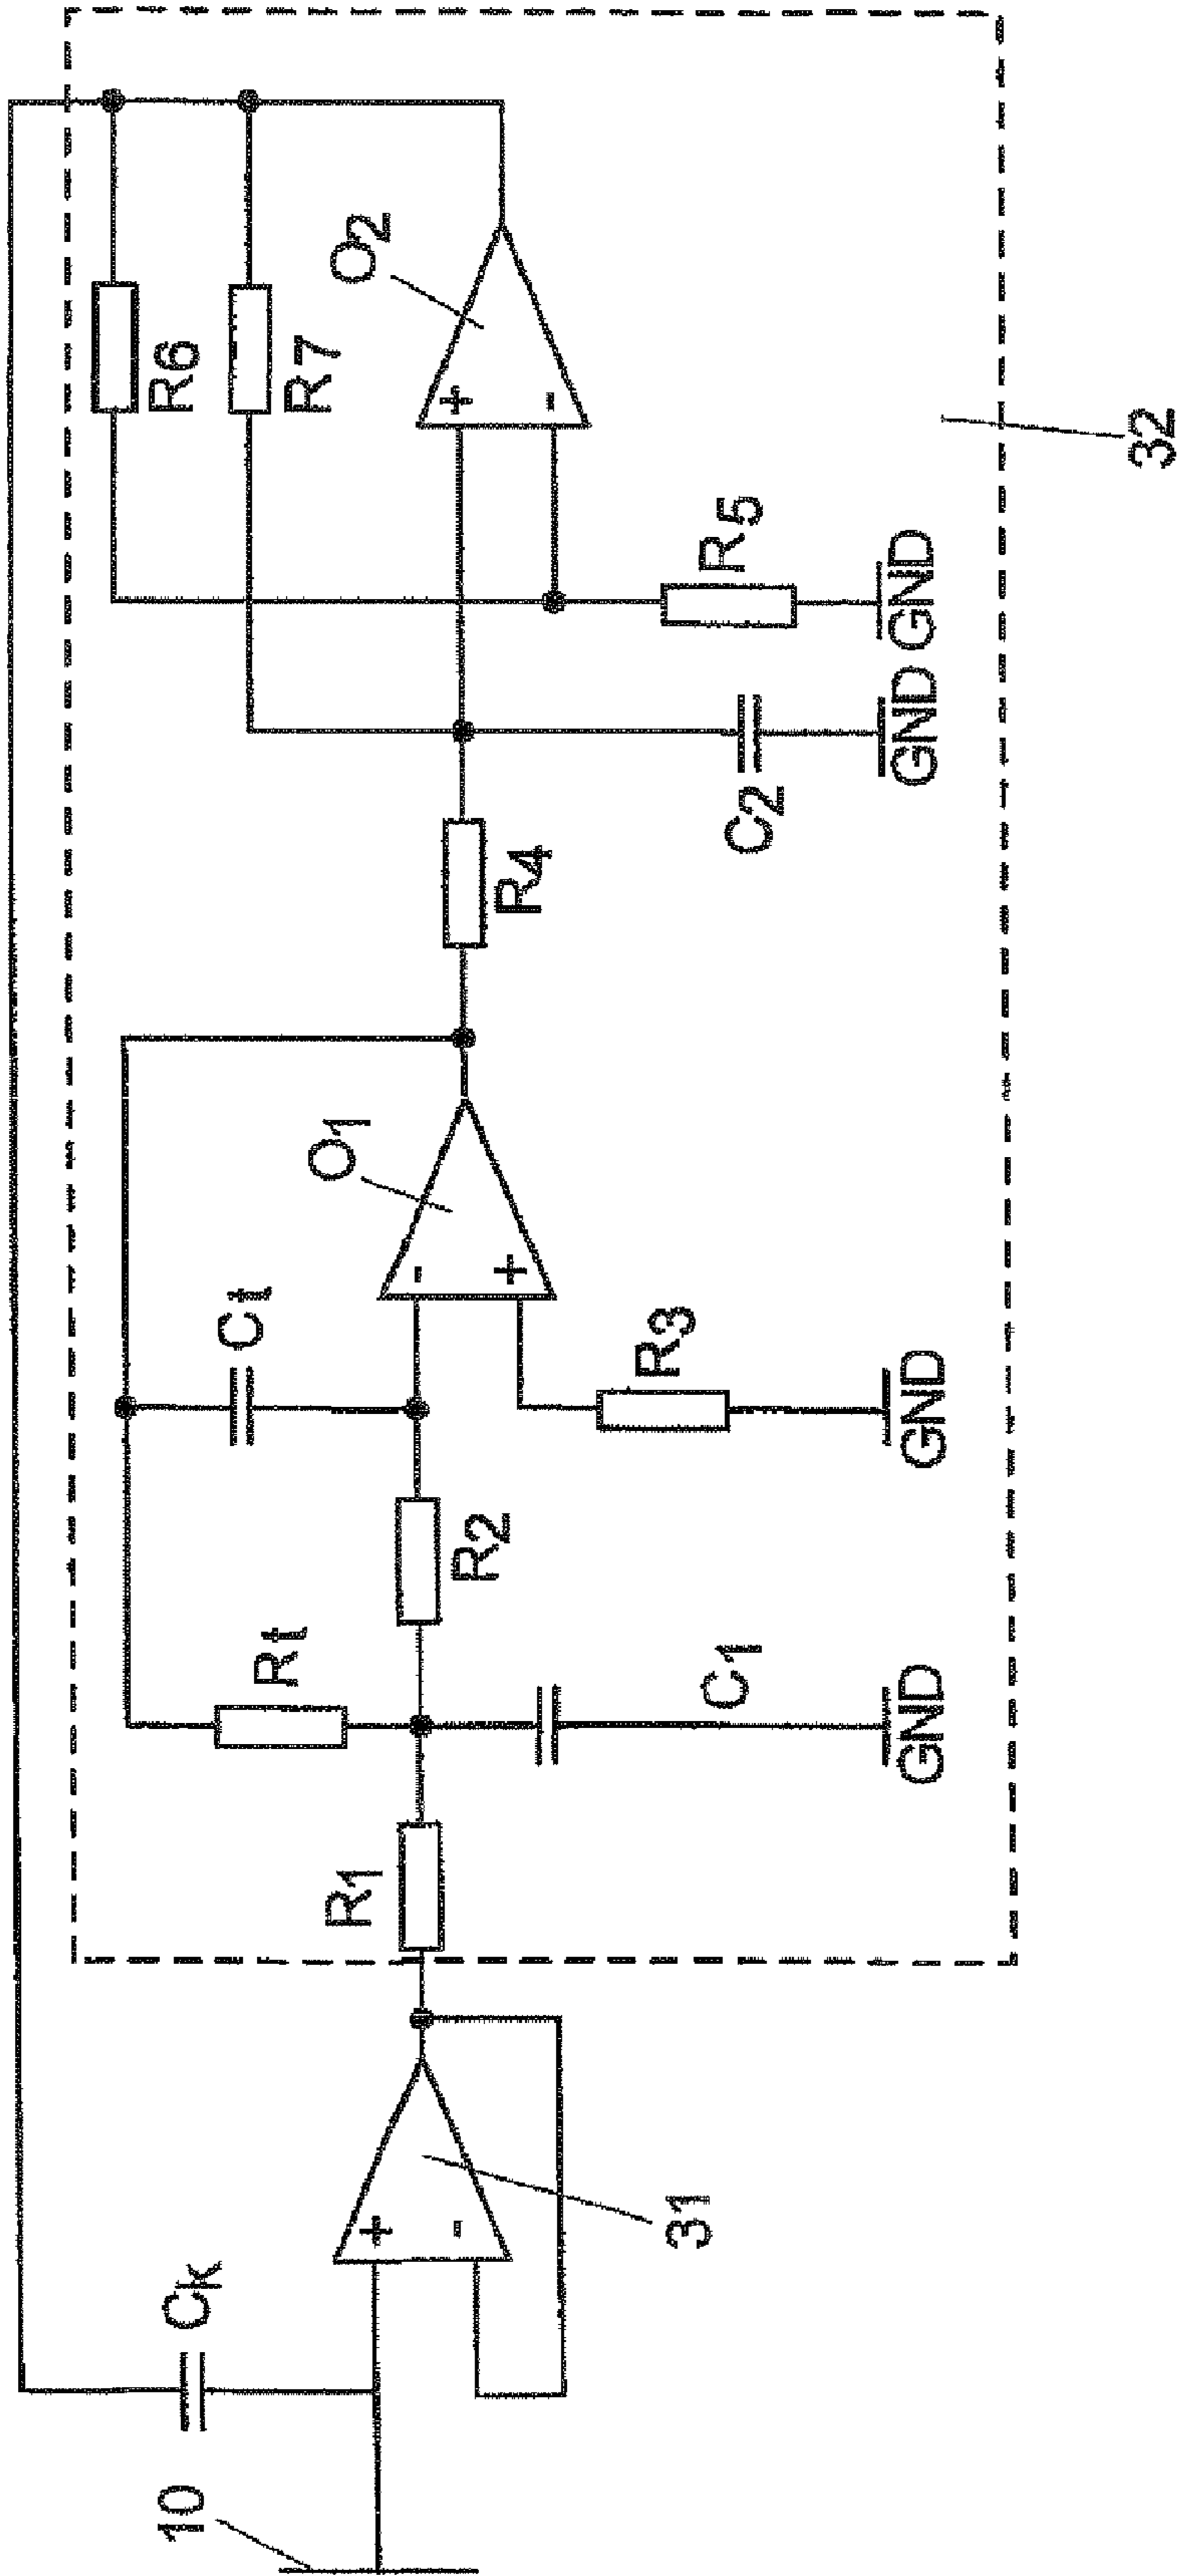 10
Ck
+
-
31
R1
Rt
C1
GND
R2
Ct
-
+
O1
R3
GND
R4
C2
GND
R5
GND
R6
R7
+
-
O2
32